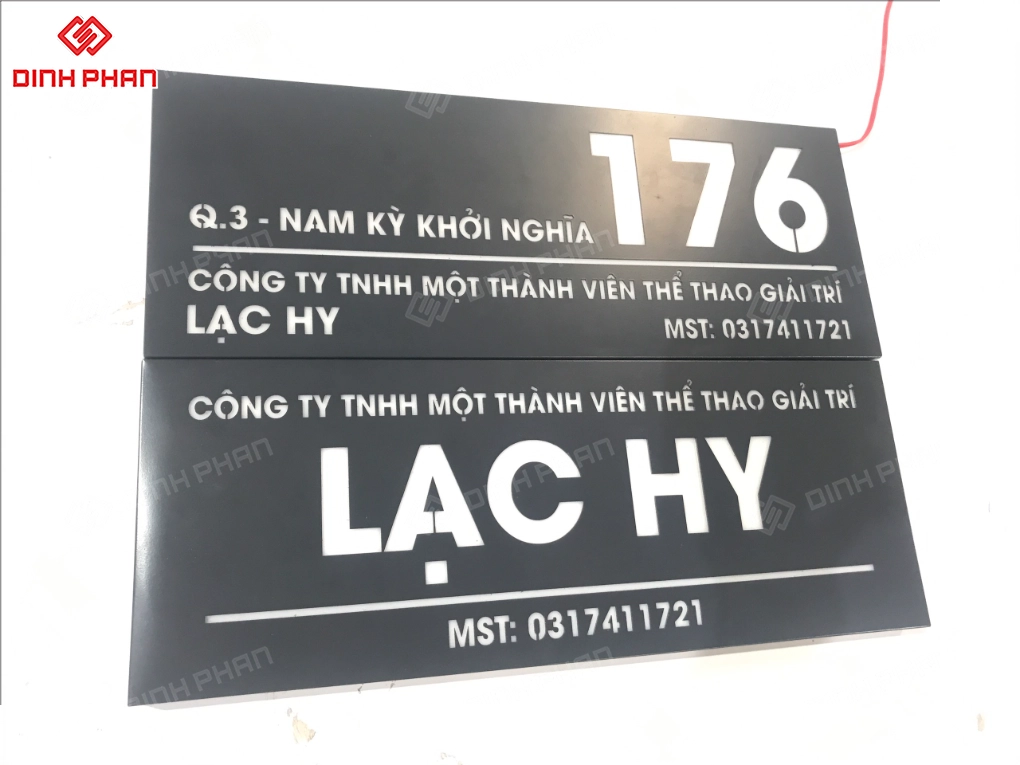 DINH PHAN
176
Q.3 - NAM KỲ KHỞI NGHĨA
CÔNG TY TNHH MỘT THÀNH VIÊN THỂ THAO GIẢI TRÍ
LẠC HY
MST: 0317411721
CÔNG TY TNHH MỘT THÀNH VIÊN THỂ THAO GIẢI TRÍ
LẠC HY
MST: 0317411721